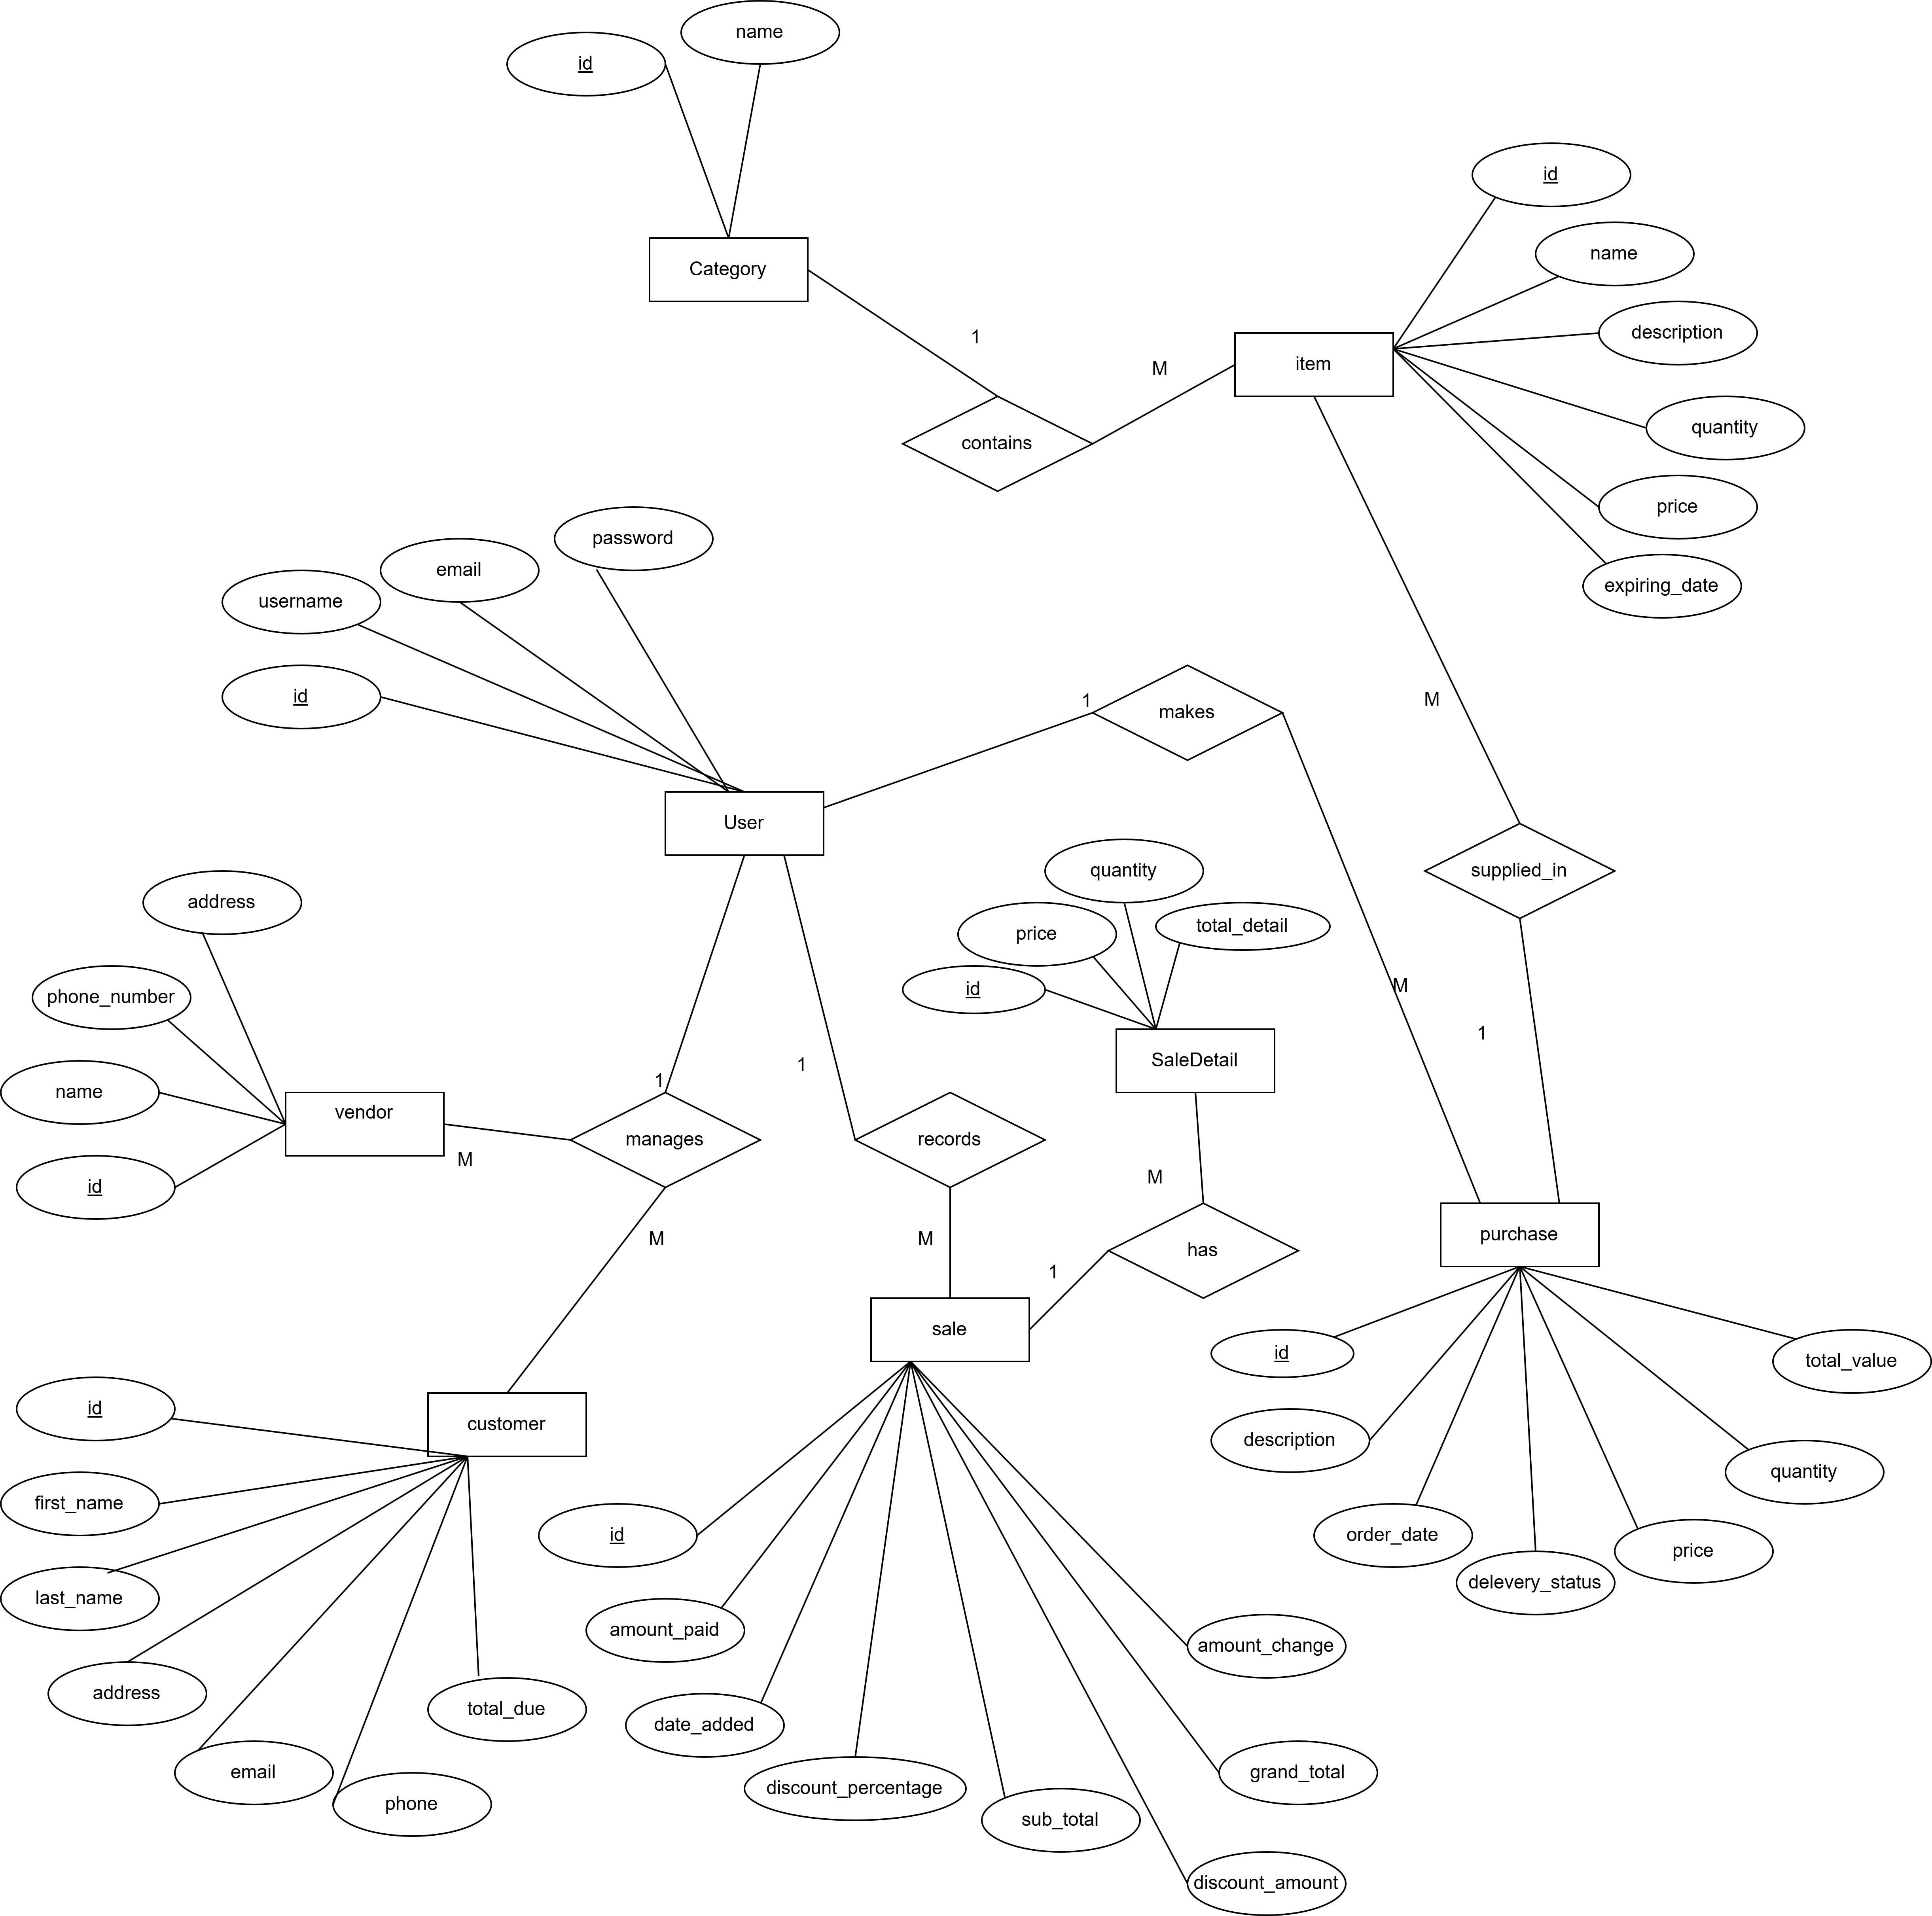 name
id
id
name
Category
description
1
item
M
contains
quantity
price
password
email
expiring_date
username
id
M
1
makes
User
supplied_in
quantity
address
total_detail
price
M
id
phone_number
1
SaleDetail
1
1
name
vendor
manages
records
M
M
id
M
M
has
purchase
1
sale
id
total_value
id
customer
description
quantity
first_name
id
order_date
price
delevery_status
last_name
amount_paid
amount_change
address
total_due
date_added
email
grand_total
discount_percentage
phone
sub_total
discount_amount